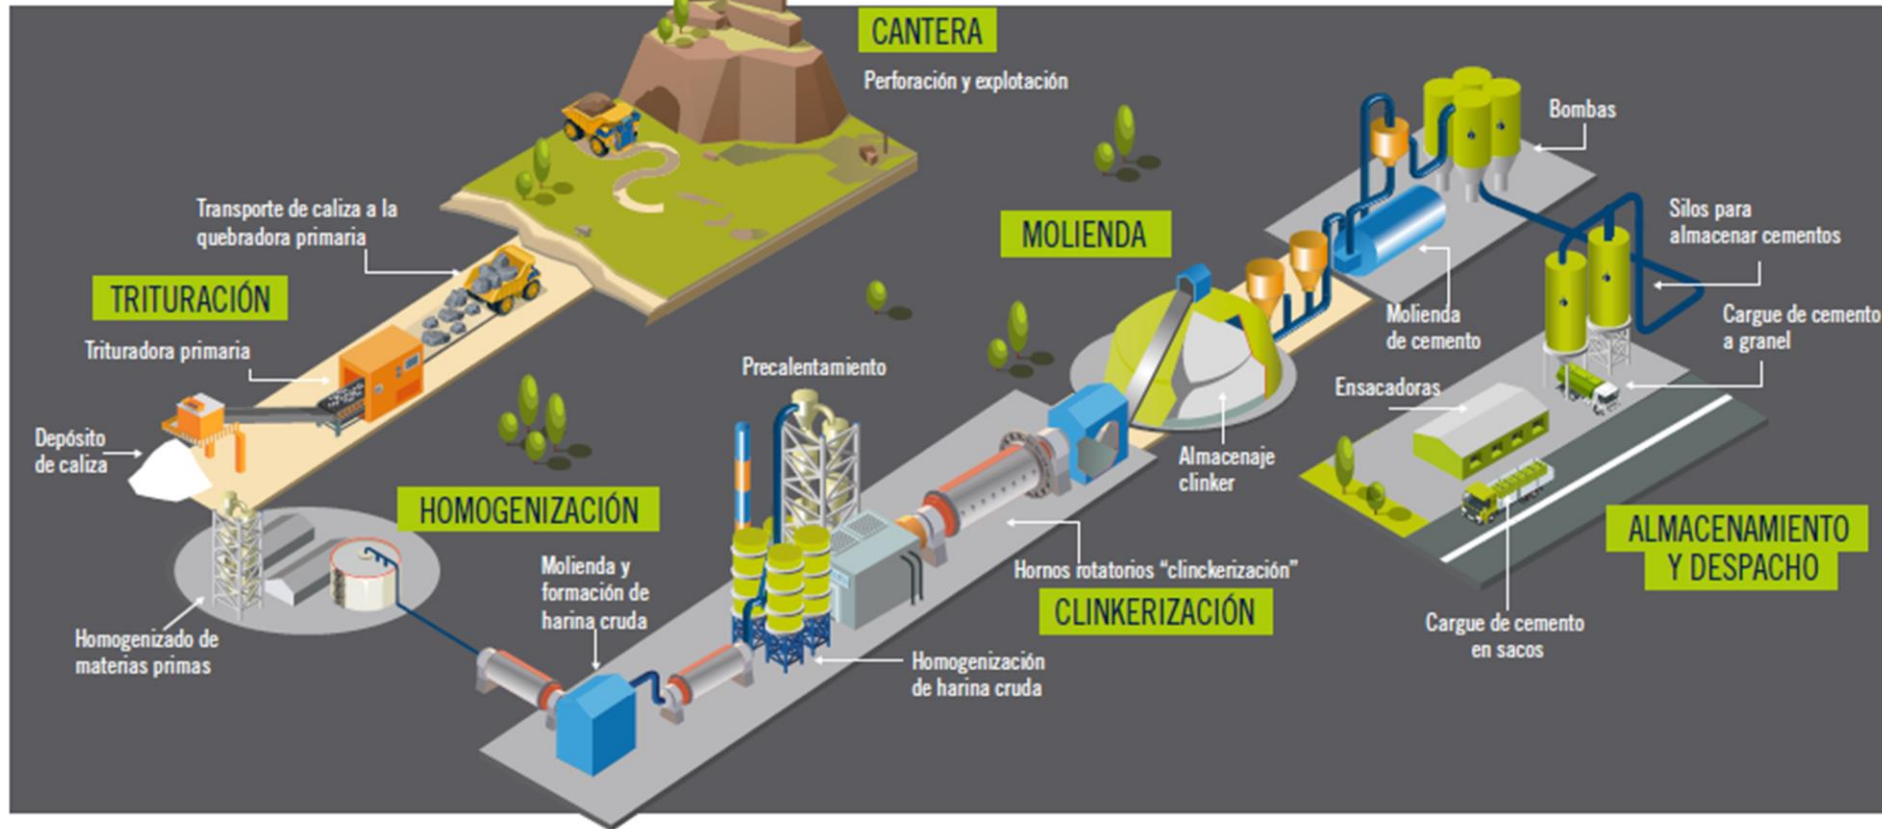 CANTERA
Perforación y explotación
Transporte de caliza a la
quebradora primaria
TRITURACIÓN
Trituradora primaria
Depósito
de caliza
HOMOGENIZACIÓN
Homogenizado de
materias primas
Molienda y
formación de
harina cruda
Precalentamiento
Homogenización
de harina cruda
Hornos rotatorios “clinckerización”
CLINKERIZACIÓN
Almacenaje
clinker
MOLIENDA
Molienda
de cemento
Bombas
Silos para
almacenar cementos
Cargue de cemento
a granel
Ensacadoras
Cargue de cemento
en sacos
ALMACENAMIENTO
Y DESPACHO